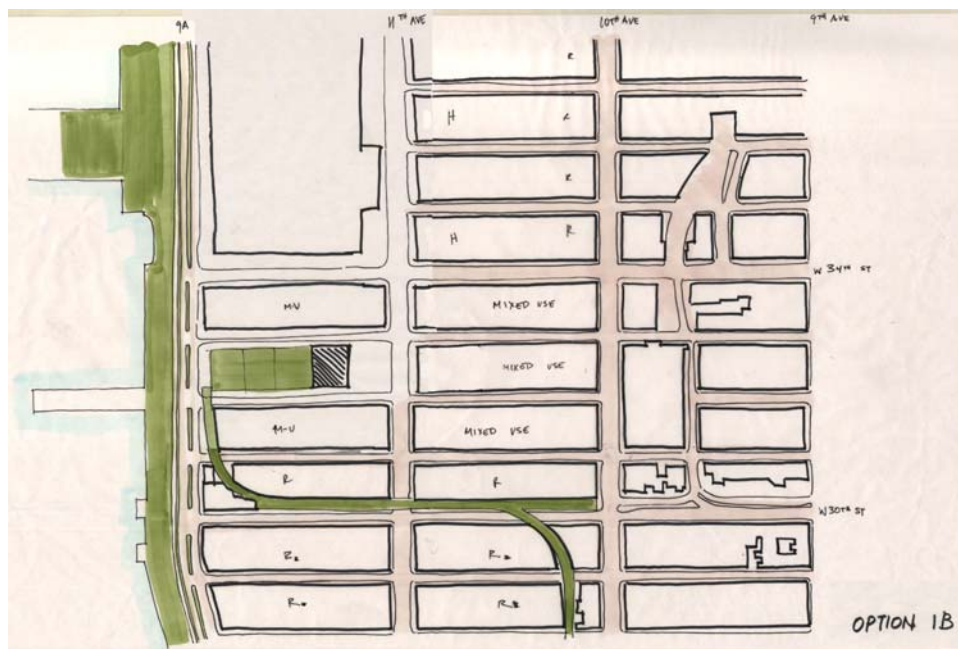 9A
11TH AVE
10TH AVE
9TH AVE
R
H
R
H
R
W 34TH ST
M-U
MIXED USE
MIXED USE
M-U
MIXED USE
R
R
W 30TH ST
R
R
R
R
OPTION 1B